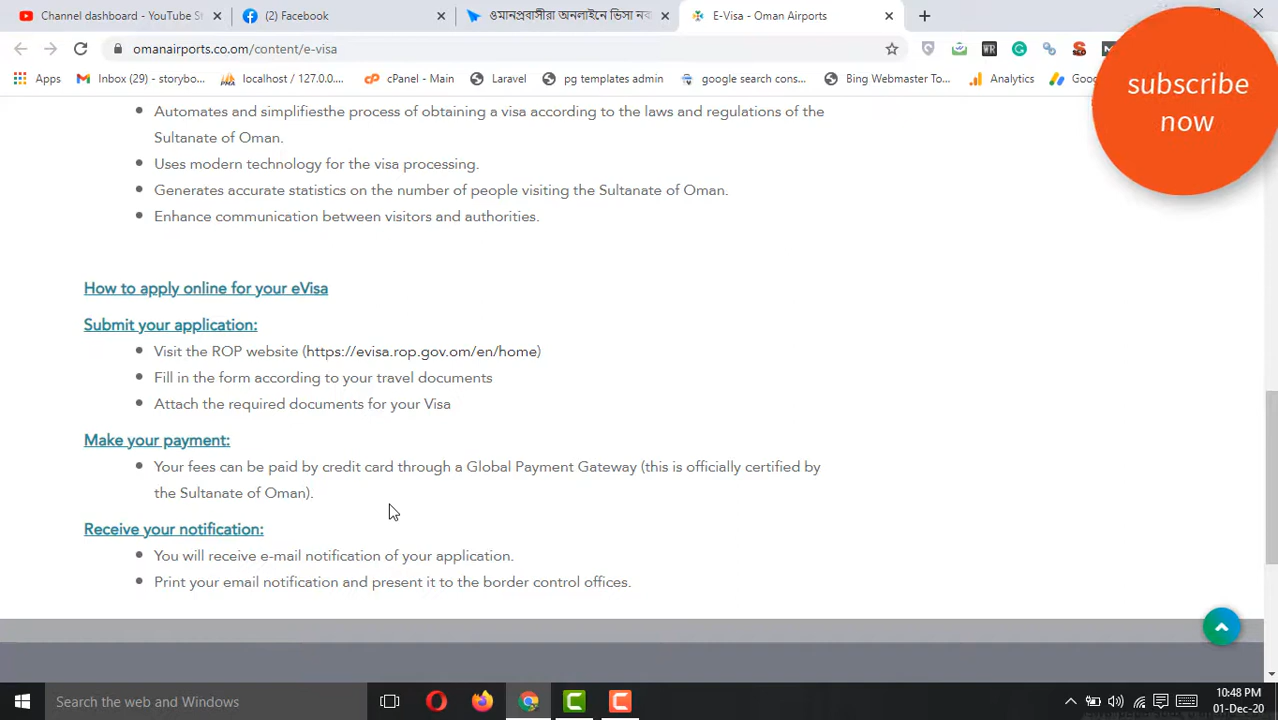 Channel dashboard - YouTube St
(2) Facebook
ওমানপ্রবাসীরা অনলাইনে ভিসা নব
E-Visa - Oman Airports
omanairports.co.om/content/e-visa
Apps
Inbox (29) - storybo...
localhost / 127.0.0....
cPanel - Main
Laravel
pg templates admin
google search cons...
Bing Webmaster To...
Analytics
subscribe
now
Automates and simplifiesthe process of obtaining a visa according to the laws and regulations of the
Sultanate of Oman.
Uses modern technology for the visa processing.
Generates accurate statistics on the number of people visiting the Sultanate of Oman.
Enhance communication between visitors and authorities.
How to apply online for your eVisa
Submit your application:
Visit the ROP website (https://evisa.rop.gov.om/en/home)
Fill in the form according to your travel documents
Attach the required documents for your Visa
Make your payment:
Your fees can be paid by credit card through a Global Payment Gateway (this is officially certified by
the Sultanate of Oman).
Receive your notification:
You will receive e-mail notification of your application.
Print your email notification and present it to the border control offices.
Search the web and Windows
10:48 PM
01-Dec-20